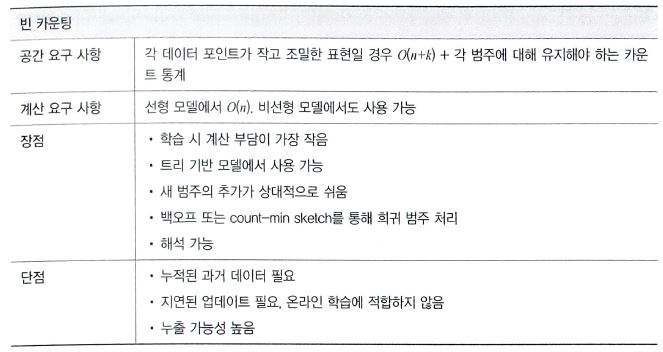 빈 카운팅
공간 요구 사항
각 데이터 포인트가 작고 조밀한 표현일 경우 O(n+k) + 각 범주에 대해 유지해야 하는 카운
트 통계
계산 요구 사항
선형 모델에서 O(n). 비선형 모델에서도 사용 가능
장점
• 학습 시 계산 부담이 가장 작음
• 트리 기반 모델에서 사용 가능
• 새 범주의 추가가 상대적으로 쉬움
• 백오프 또는 count-min sketch를 통해 희귀 범주 처리
• 해석 가능
단점
• 누적된 과거 데이터 필요
• 지연된 업데이트 필요, 온라인 학습에 적합하지 않음
• 누출 가능성 높음